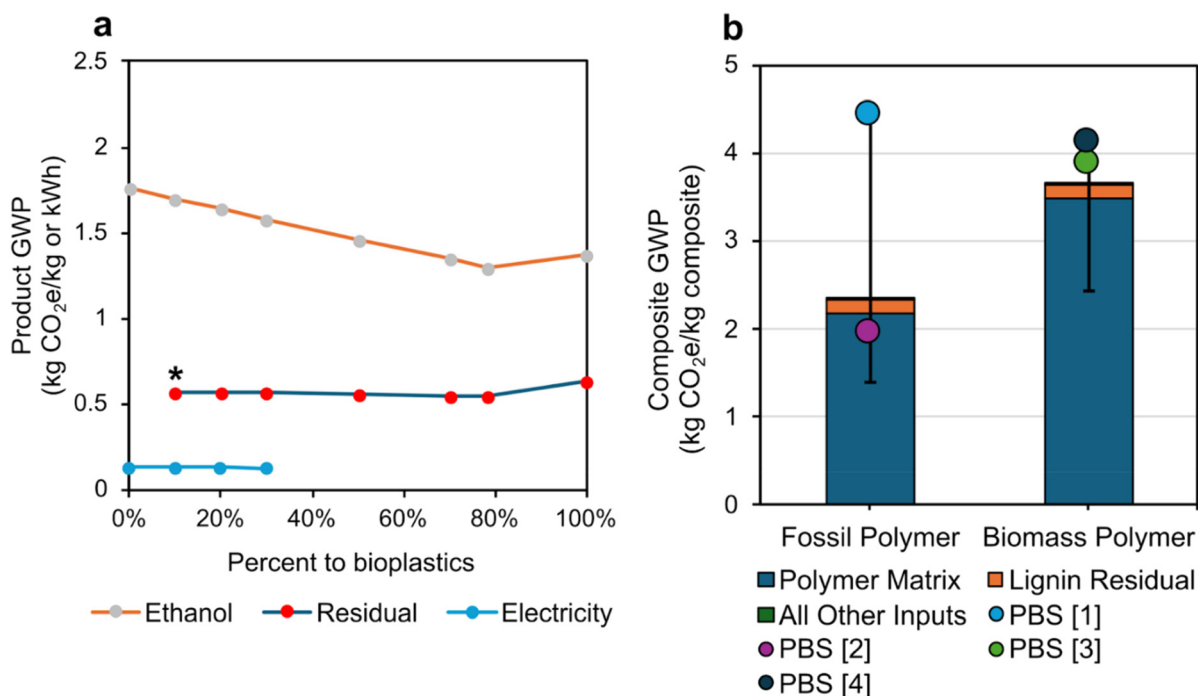 a
2.5
2
1.5
1
0.5
0
Product GWP
(kg CO₂e/kg or kWh)
*
0% 20% 40% 60% 80% 100%
Percent to bioplastics
Ethanol Residual Electricity
b
5
4
3
2
1
0
Composite GWP
(kg CO₂e/kg composite)
Fossil Polymer Biomass Polymer
Polymer Matrix Lignin Residual
All Other Inputs PBS [1]
PBS [2] PBS [3]
PBS [4]